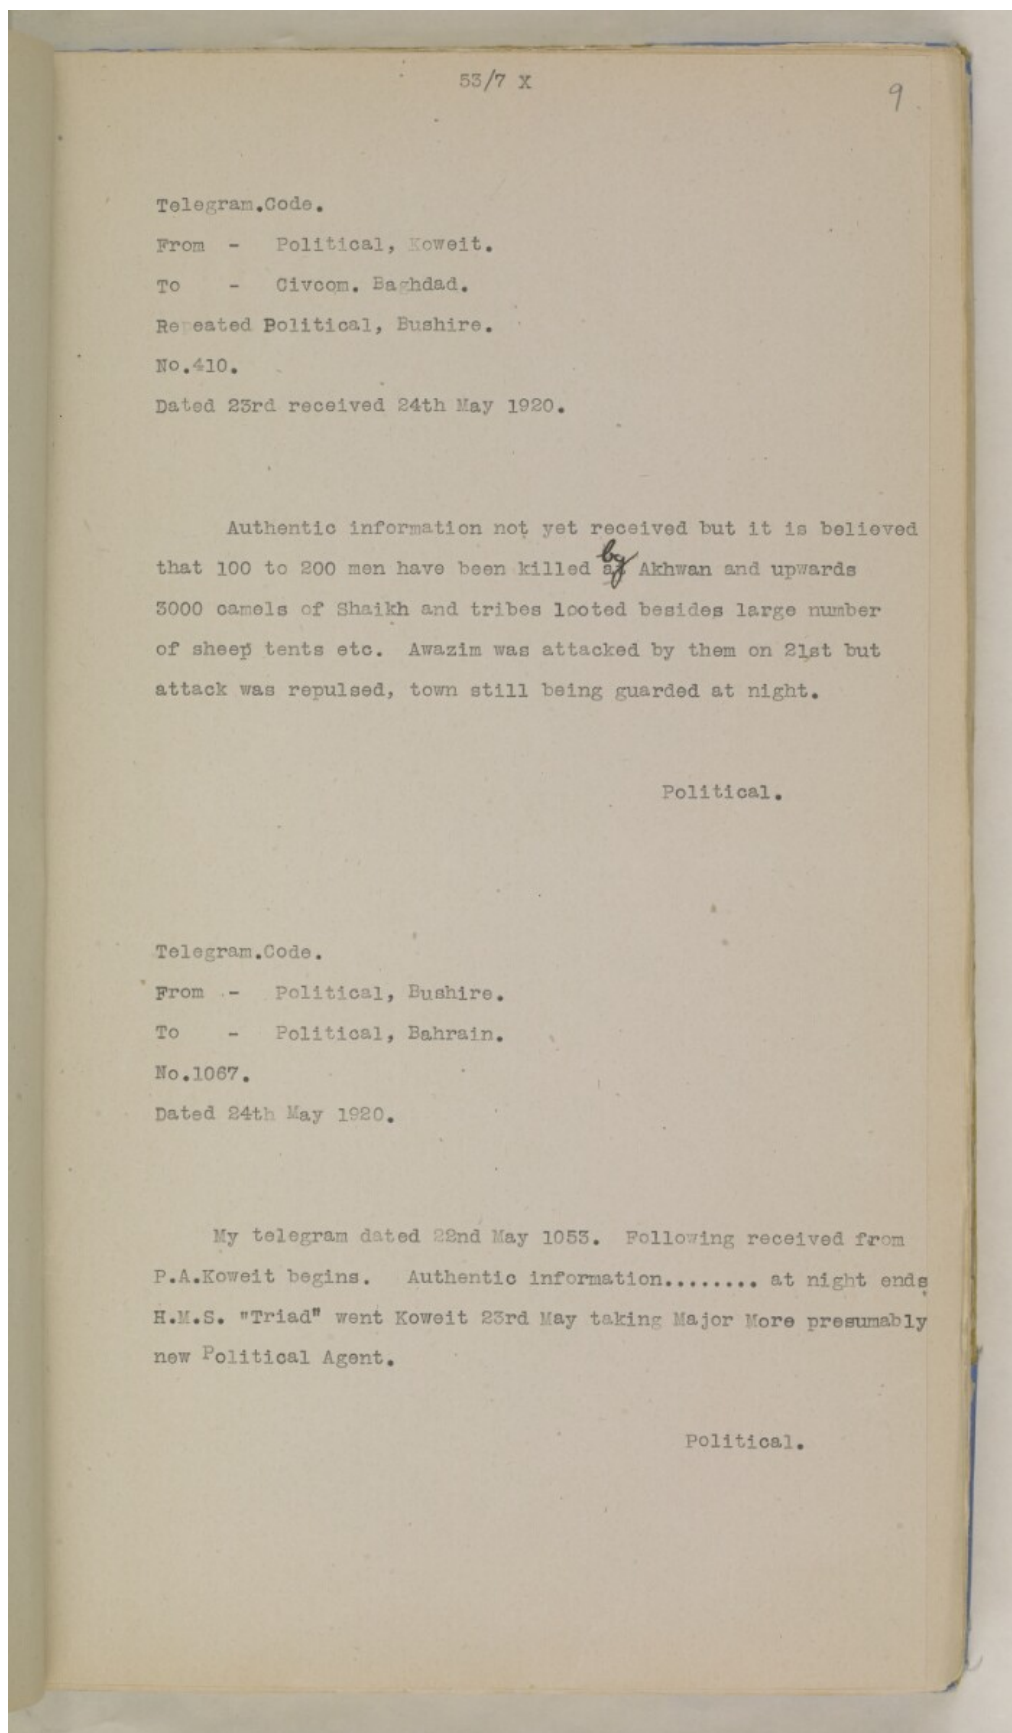 53/7 X
9.
Telegram.Code.
From - Political, Koweit.
To - Civcom. Baghdad.
Repeated Political, Bushire.
No.410.
Dated 23rd received 24th May 1920.
Authentic information not yet received but it is believed
that 100 to 200 men have been killed by Akhwan and upwards
3000 camels of Shaikh and tribes looted besides large number
of sheep tents etc. Awazim was attacked by them on 21st but
attack was repulsed, town still being guarded at night.
Political.
Telegram.Code.
From - Political, Bushire.
To - Political, Bahrain.
No.1067.
Dated 24th May 1920.
My telegram dated 22nd May 1053. Following received from
P.A.Koweit begins. Authentic information........ at night ends
H.M.S. "Triad" went Koweit 23rd May taking Major More presumably
new Political Agent.
Political.